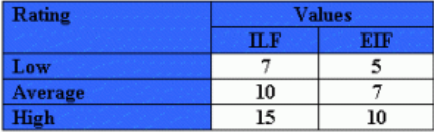 Rating Values
ILF EIF
Low 7 5
Average 10 7
High 15 10